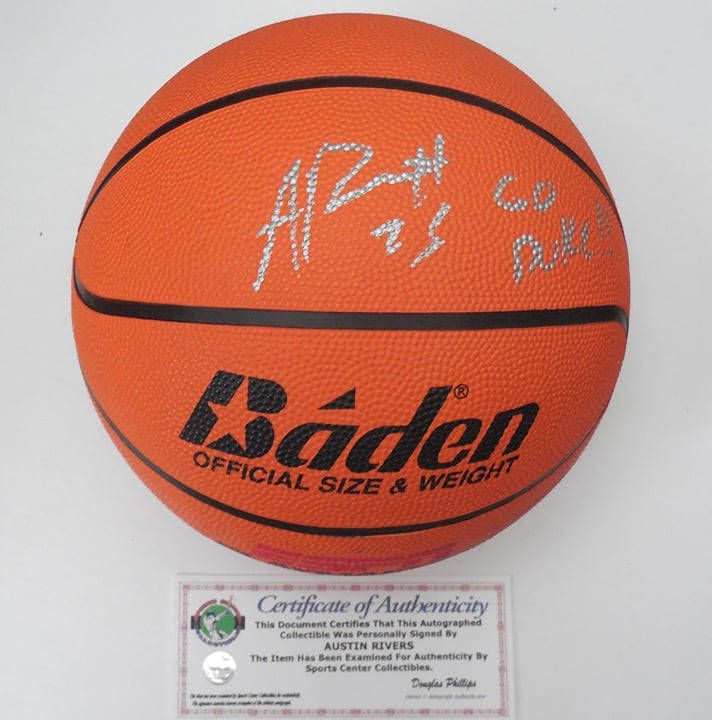 GO
DUKE!!
Báden®
OFFICIAL SIZE & WEIGHT
Certificate of Authenticity
This Document Certifies That This Autographed
Collectible Was Personally Signed By
AUSTIN RIVERS
The Item Has Been Examined For Authenticity By
Sports Center Collectibles.
Douglas Phillips